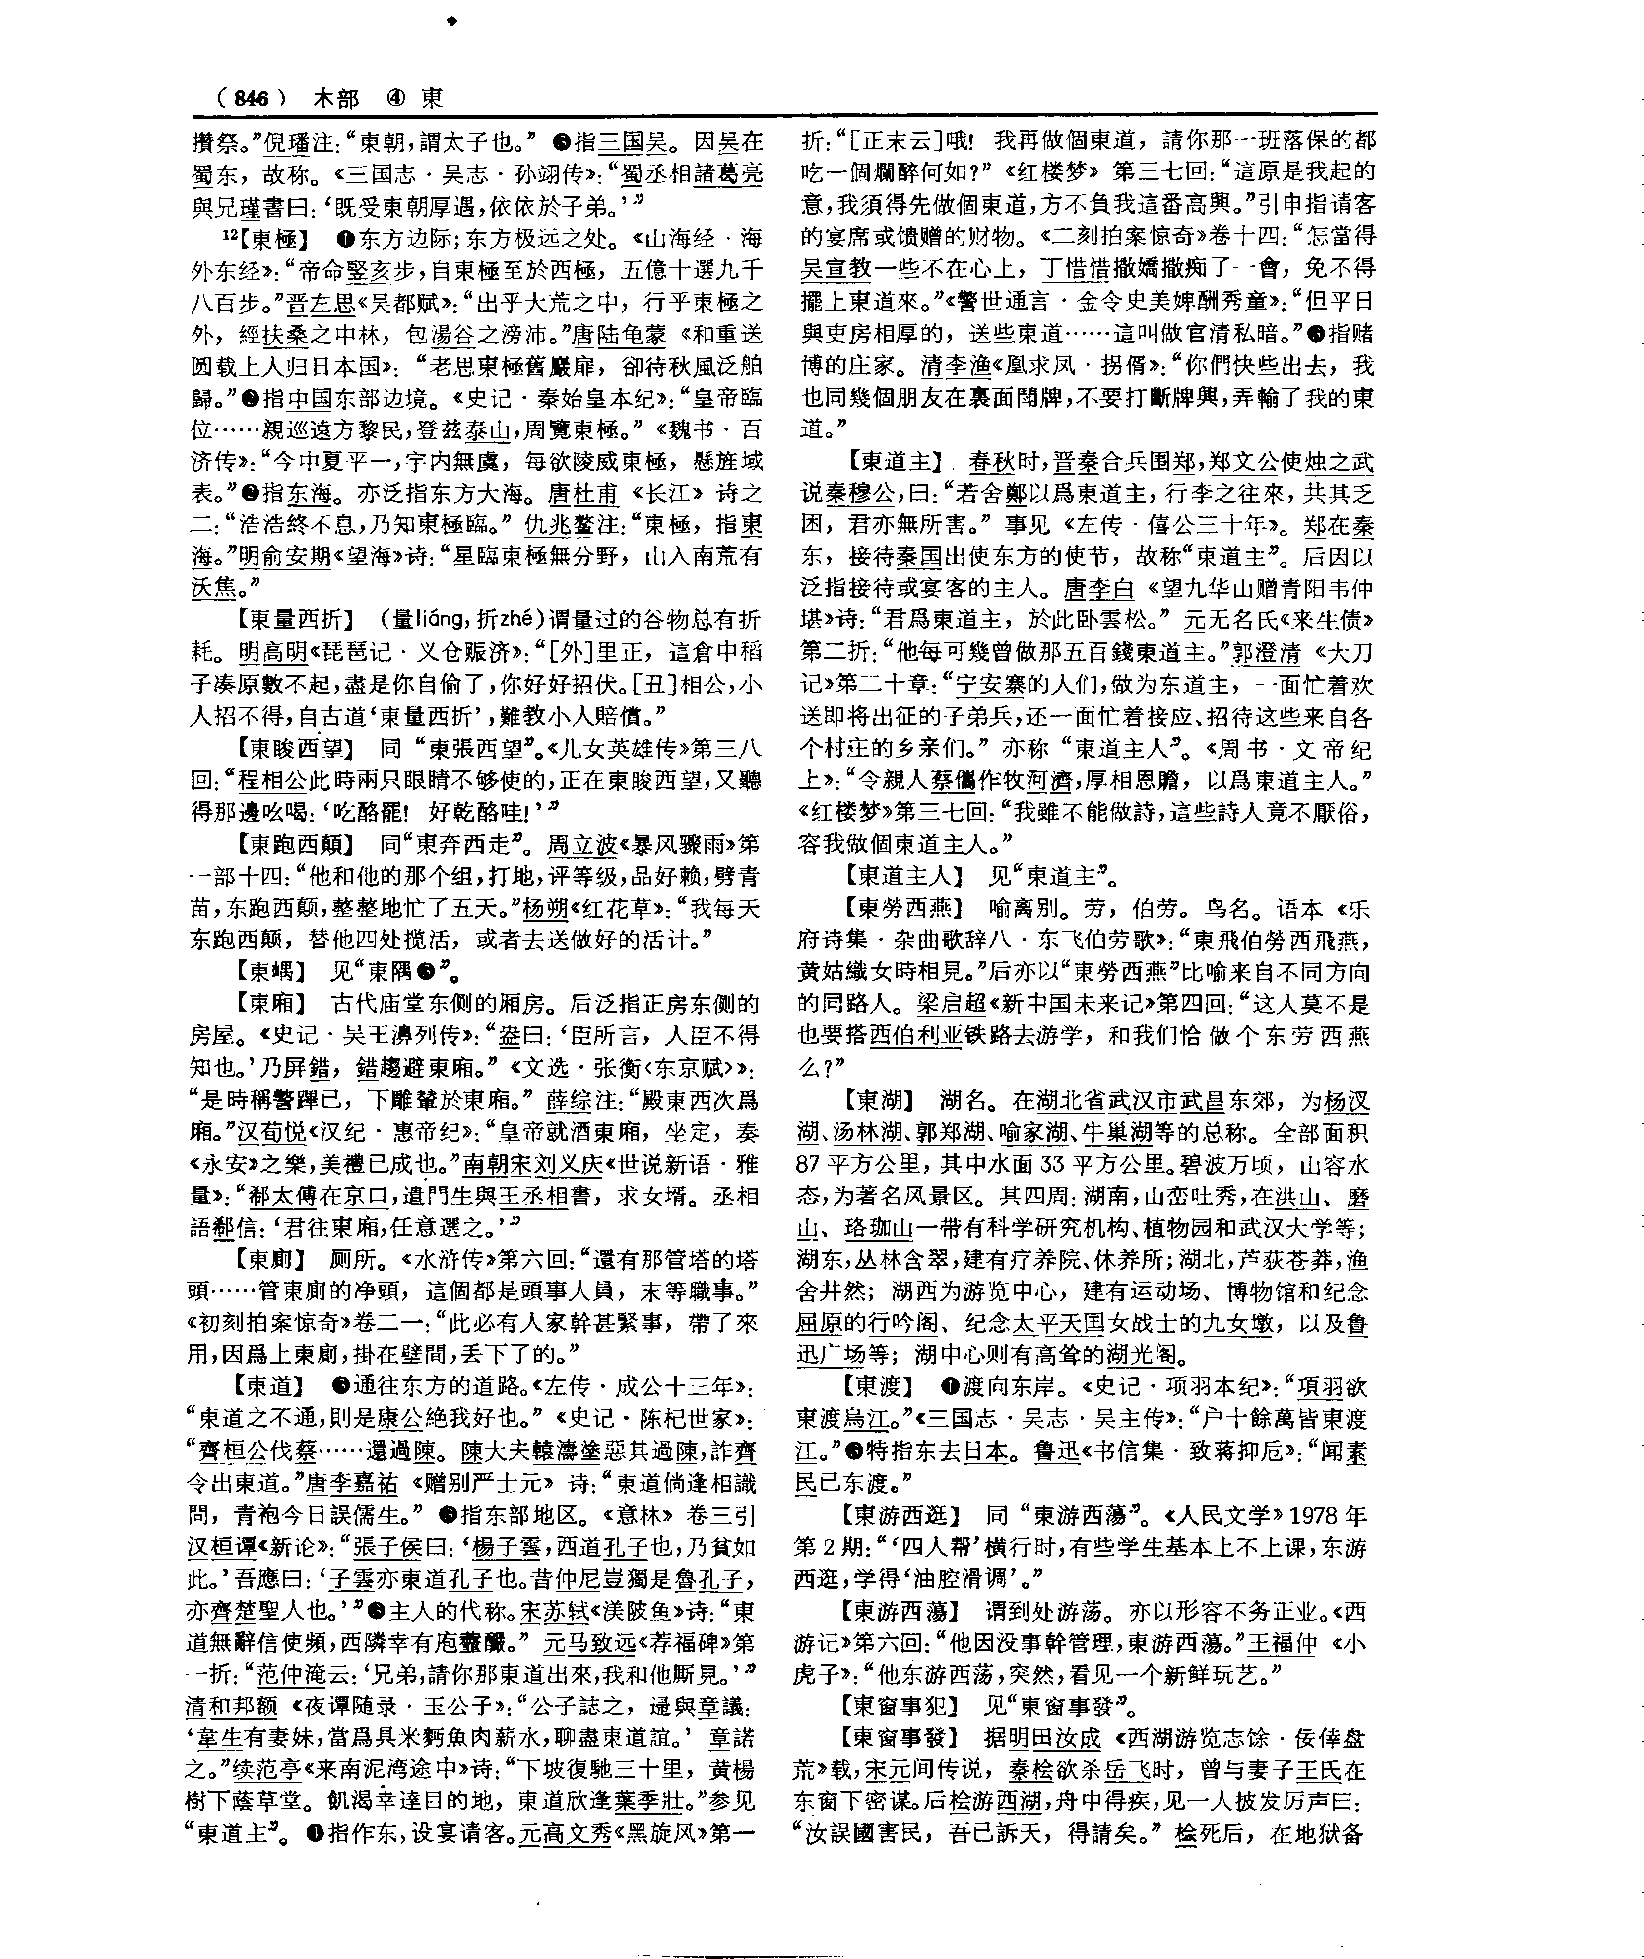 （846） 木部 ④ 東
攢祭。”倪璠注：“東朝，謂太子也。” ❺指三国吴。因吴在
蜀东，故称。《三国志·吴志·孙翊传》：“蜀丞相諸葛亮
與兄瑾書曰：‘既受東朝厚遇，依依於子弟。’”
¹²【東極】 ❶东方边际；东方极远之处。《山海经·海
外东经》：“帝命竪亥步，自東極至於西極，五億十選九千
八百步。”晋左思《吴都赋》：“出乎大荒之中，行乎東極之
外，經扶桑之中林，包湯谷之滂沛。”唐陆龟蒙《和重送
圆载上人归日本国》：“老思東極舊巖扉，卻待秋風泛舶
歸。”❷指中国东部边境。《史记·秦始皇本纪》：“皇帝臨
位……親巡遠方黎民，登兹泰山，周覽東極。”《魏书·百
济传》：“今中夏平一，宇内無虞，每欲陵威東極，懸旌域
表。”❸指东海。亦泛指东方大海。唐杜甫《长江》诗之
二：“浩浩終不息，乃知東極臨。” 仇兆鳌注：“東極，指東
海。”明俞安期《望海》诗：“星臨東極無分野，山入南荒有
沃焦。”
【東量西折】 （量liáng，折zhé）谓量过的谷物总有折
耗。明高明《琵琶记·义仓赈济》：“[外]里正，這倉中稻
子凑原數不起，盡是你自偷了，你好好招伏。[丑]相公，小
人招不得，自古道‘東量西折’，難教小人賠償。”
【東睃西望】 同“東張西望”。《儿女英雄传》第三八
回：“程相公此時兩只眼睛不够使的，正在東睃西望，又聽
得那邊吆喝：‘吃酪罷！好乾酪哇！’”
【東跑西顛】 同“東奔西走”。周立波《暴风骤雨》第
一部十四：“他和他的那个组，打地，评等级，品好赖，劈青
苗，东跑西颠，整整地忙了五天。”杨朔《红花草》：“我每天
东跑西颠，替他四处揽活，或者去送做好的活计。”
【東嵎】 见“東隅❸”。
【東廂】 古代庙堂东侧的厢房。后泛指正房东侧的
房屋。《史记·吴王濞列传》：“盎曰：‘臣所言，人臣不得
知也。’乃屏錯，錯趨避東廂。”《文选·张衡〈东京赋〉》：
“是時稱警蹕已，下雕輦於東廂。” 薛综注：“殿東西次爲
廂。”汉荀悦《汉纪·惠帝纪》：“皇帝就酒東廂，坐定，奏
《永安》之樂，美禮已成也。”南朝宋刘义庆《世说新语·雅
量》：“郗太傅在京口，遣門生與王丞相書，求女壻。丞相
語郗信：‘君往東廂，任意選之。’”
【東廁】 厕所。《水浒传》第六回：“還有那管塔的塔
頭……管東廁的净頭，這個都是頭事人員，末等職事。”
《初刻拍案惊奇》卷二一：“此必有人家幹甚緊事，帶了來
用，因爲上東廁，掛在壁間，丢下了的。”
【東道】 ❶通往东方的道路。《左传·成公十三年》：
“東道之不通，則是康公絶我好也。”《史记·陈杞世家》：
“齊桓公伐蔡……還過陳。陳大夫轅濤塗惡其過陳，詐齊
令出東道。”唐李嘉祐《赠别严士元》诗：“東道倘逢相識
問，青袍今日誤儒生。” ❷指东部地区。《意林》卷三引
汉桓谭《新论》：“張子侯曰：‘楊子雲，西道孔子也，乃貧如
此。’吾應曰：‘子雲亦東道孔子也。昔仲尼豈獨是魯孔子，
亦齊楚聖人也。’”❸主人的代称。宋苏轼《渼陂鱼》诗：“東
道無辭信使頻，西隣幸有庖虀釅。” 元马致远《荐福碑》第
一折：“范仲淹云：‘兄弟，請你那東道出來，我和他厮見。’”
清和邦额《夜谭随录·玉公子》：“公子誌之，遽與章議：
‘韋生有妻妹，當爲具米麪魚肉薪水，聊盡東道誼。’ 章諾
之。”续范亭《来南泥湾途中》诗：“下坡復馳三十里，黄楊
樹下蔭草堂。飢渴幸達目的地，東道欣逢葉季壯。”参见
“東道主”。❹指作东，设宴请客。元高文秀《黑旋风》第一
折：“[正末云]哦！我再做個東道，請你那一班落保的都
吃一個爛醉何如？”《红楼梦》第三七回：“這原是我起的
意，我須得先做個東道，方不負我這番高興。”引申指请客
的宴席或馈赠的财物。《二刻拍案惊奇》卷十四：“怎當得
吴宣教一些不在心上，丁惜惜撒嬌撒痴了一會，免不得
擺上東道來。”《警世通言·金令史美婢酬秀童》：“但平日
與吏房相厚的，送些東道……這叫做官清私暗。”❺指赌
博的庄家。清李渔《凰求凤·拐婿》：“你們快些出去，我
也同幾個朋友在裏面鬥牌，不要打斷牌興，弄輸了我的東
道。”
【東道主】 春秋时，晋秦合兵围郑，郑文公使烛之武
说秦穆公，曰：“若舍鄭以爲東道主，行李之往來，共其乏
困，君亦無所害。” 事见《左传·僖公三十年》。郑在秦
东，接待秦国出使东方的使节，故称“東道主”。后因以
泛指接待或宴客的主人。唐李白《望九华山赠青阳韦仲
堪》诗：“君爲東道主，於此卧雲松。” 元无名氏《来生债》
第二折：“他每可幾曾做那五百錢東道主。”郭澄清《大刀
记》第二十章：“宁安寨的人们，做为东道主，一面忙着欢
送即将出征的子弟兵，还一面忙着接应、招待这些来自各
个村庄的乡亲们。” 亦称“東道主人”。《周书·文帝纪
上》：“令親人蔡儁作牧河濟，厚相恩贍，以爲東道主人。”
《红楼梦》第三七回：“我雖不能做詩，這些詩人竟不厭俗，
容我做個東道主人。”
【東道主人】 见“東道主”。
【東勞西燕】 喻离别。劳，伯劳。鸟名。语本《乐
府诗集·杂曲歌辞八·东飞伯劳歌》：“東飛伯勞西飛燕，
黄姑織女時相見。”后亦以“東勞西燕”比喻来自不同方向
的同路人。梁启超《新中国未来记》第四回：“这人莫不是
也要搭西伯利亚铁路去游学，和我们恰做个东劳西燕
么？”
【東湖】 湖名。在湖北省武汉市武昌东郊，为杨汊
湖、汤林湖、郭郑湖、喻家湖、牛巢湖等的总称。全部面积
87平方公里，其中水面33平方公里。碧波万顷，山容水
态，为著名风景区。其四周：湖南，山峦吐秀，在洪山、磨
山、珞珈山一带有科学研究机构、植物园和武汉大学等；
湖东，丛林含翠，建有疗养院、休养所；湖北，芦荻苍莽，渔
舍井然；湖西为游览中心，建有运动场、博物馆和纪念
屈原的行吟阁、纪念太平天国女战士的九女墩，以及鲁
迅广场等；湖中心则有高耸的湖光阁。
【東渡】 ❶渡向东岸。《史记·项羽本纪》：“項羽欲
東渡烏江。”《三国志·吴志·吴主传》：“户十餘萬皆東渡
江。”❷特指东去日本。鲁迅《书信集·致蒋抑卮》：“闻素
民已东渡。”
【東游西逛】 同“東游西蕩”。《人民文学》1978年
第2期：“‘四人帮’横行时，有些学生基本上不上课，东游
西逛，学得‘油腔滑调’。”
【東游西蕩】 谓到处游荡。亦以形容不务正业。《西
游记》第六回：“他因没事幹管理，東游西蕩。”王福仲《小
虎子》：“他东游西荡，突然，看见一个新鲜玩艺。”
【東窗事犯】 见“東窗事發”。
【東窗事發】 据明田汝成《西湖游览志馀·佞倖盘
荒》载，宋元间传说，秦桧欲杀岳飞时，曾与妻子王氏在
东窗下密谋。后桧游西湖，舟中得疾，见一人披发厉声曰：
“汝誤國害民，吾已訴天，得請矣。” 桧死后，在地狱备